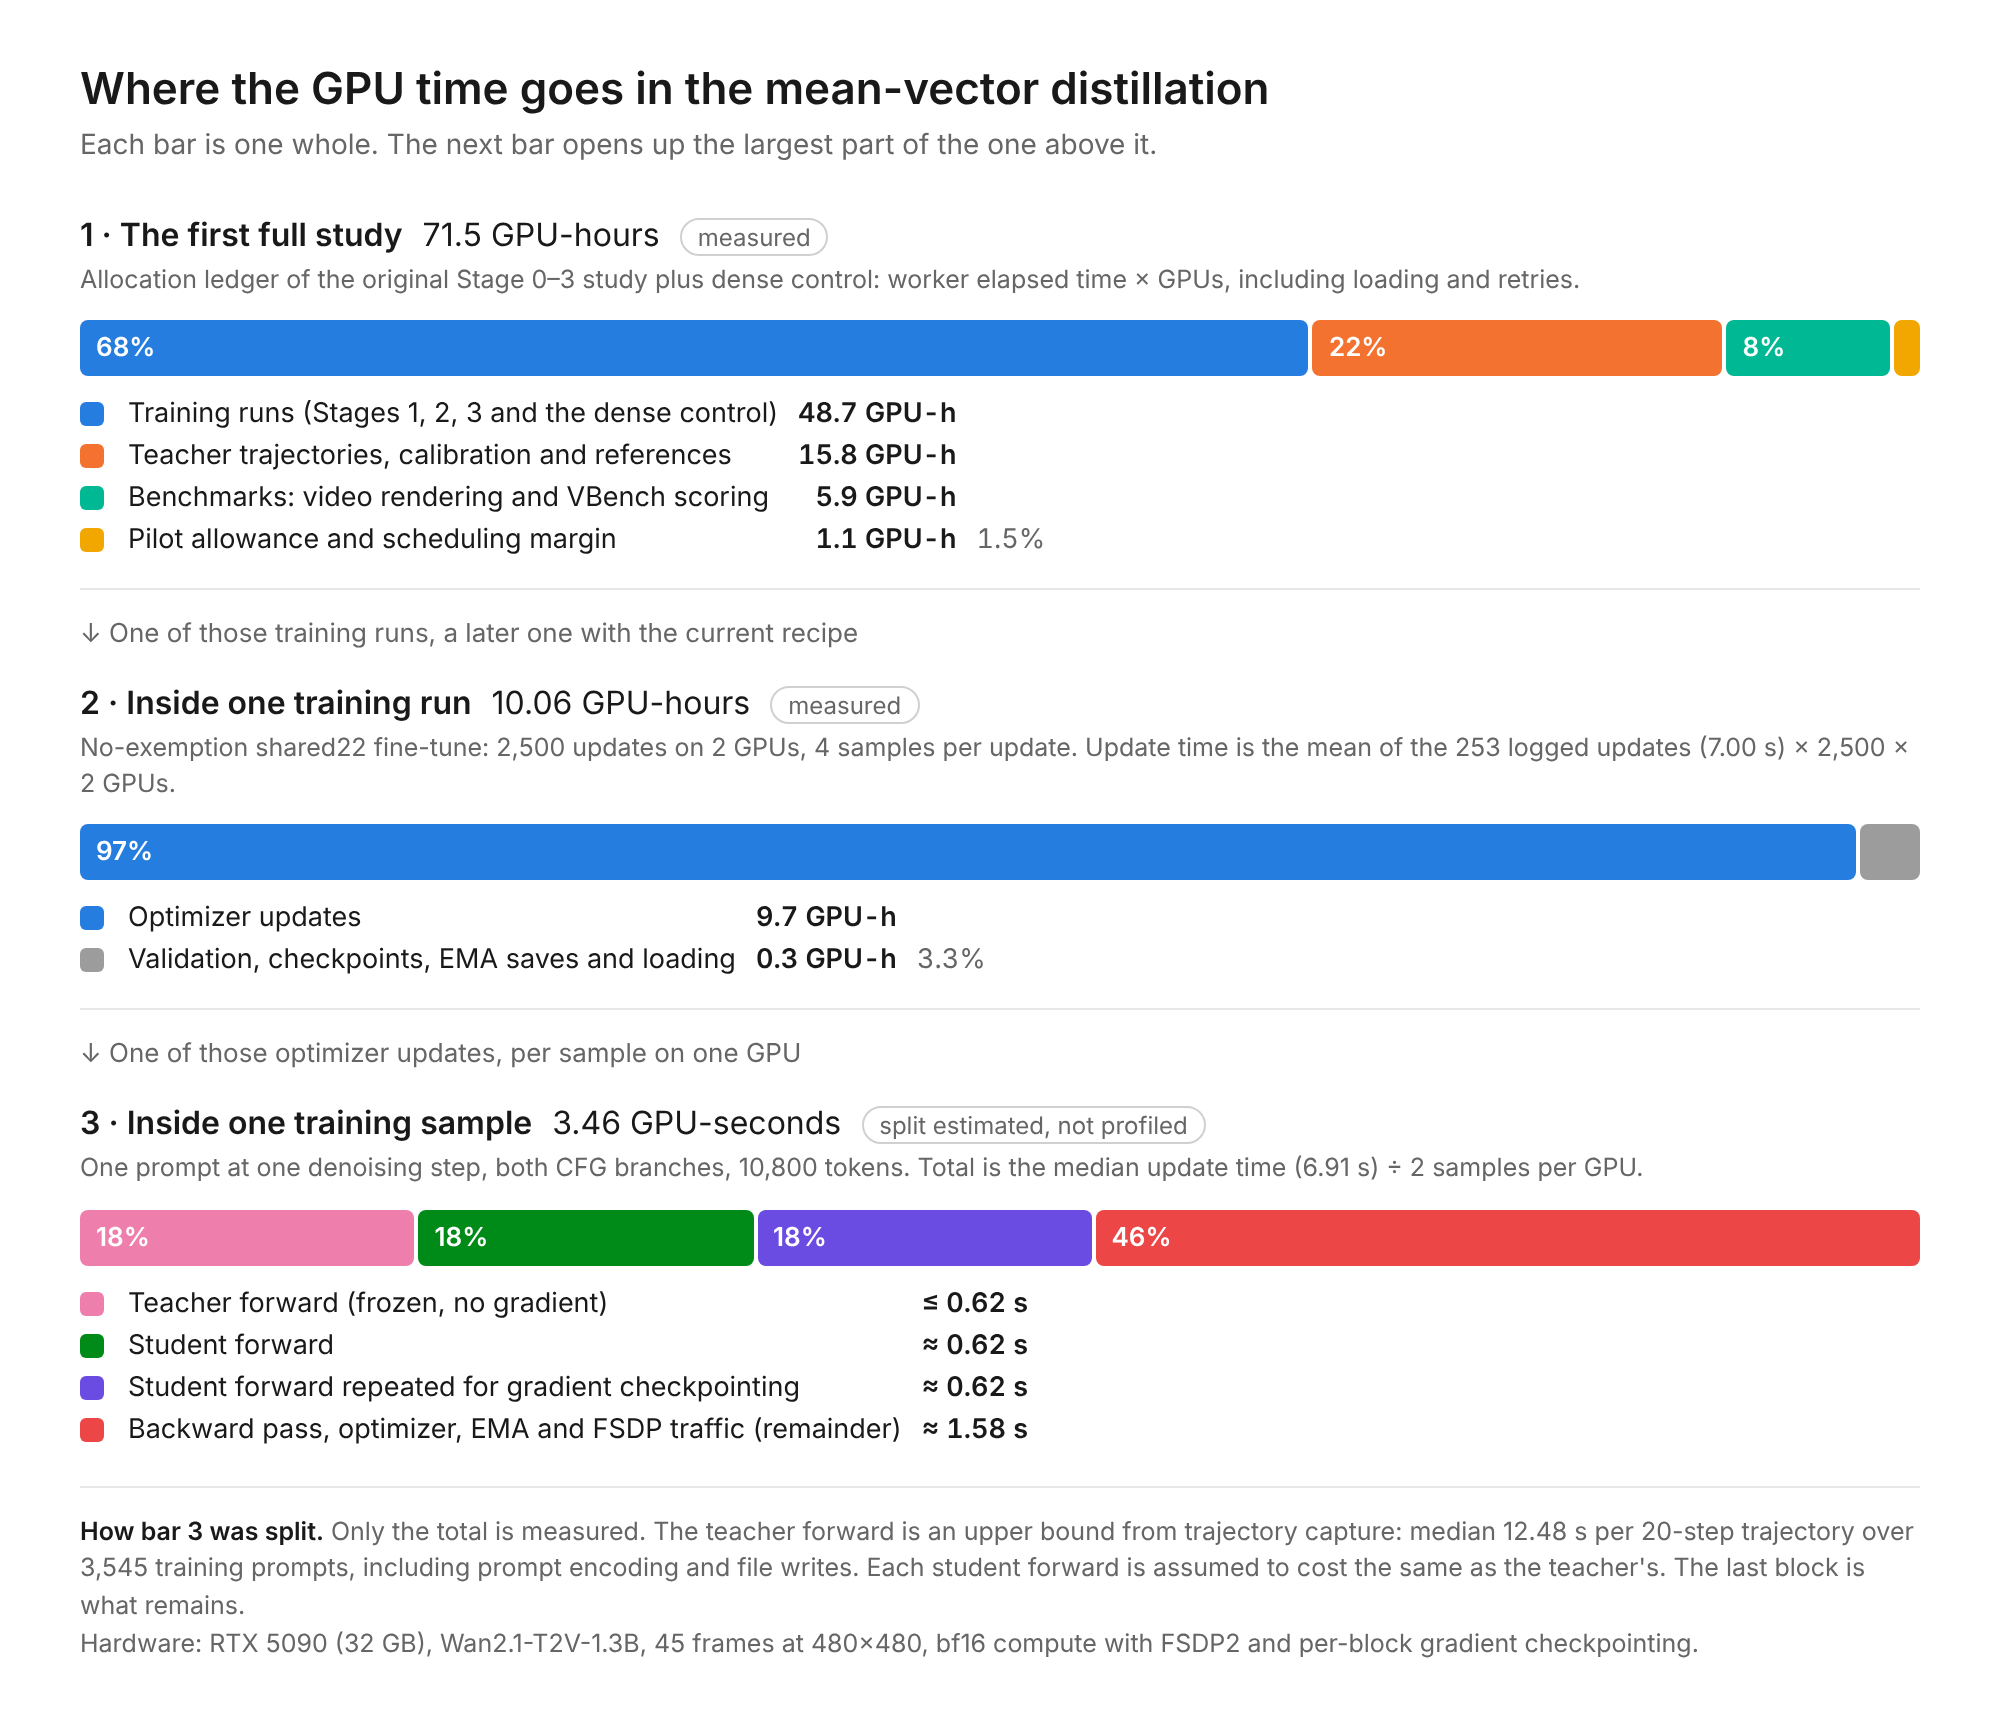 Where the GPU time goes in the mean-vector distillation
Each bar is one whole. The next bar opens up the largest part of the one above it.
1 · The first full study 71.5 GPU-hours measured
Allocation ledger of the original Stage 0–3 study plus dense control: worker elapsed time × GPUs, including loading and retries.
68% 22% 8%
Training runs (Stages 1, 2, 3 and the dense control) 48.7 GPU-h
Teacher trajectories, calibration and references 15.8 GPU-h
Benchmarks: video rendering and VBench scoring 5.9 GPU-h
Pilot allowance and scheduling margin 1.1 GPU-h 1.5%
↓ One of those training runs, a later one with the current recipe
2 · Inside one training run 10.06 GPU-hours measured
No-exemption shared22 fine-tune: 2,500 updates on 2 GPUs, 4 samples per update. Update time is the mean of the 253 logged updates (7.00 s) × 2,500 ×
2 GPUs.
97%
Optimizer updates 9.7 GPU-h
Validation, checkpoints, EMA saves and loading 0.3 GPU-h 3.3%
↓ One of those optimizer updates, per sample on one GPU
3 · Inside one training sample 3.46 GPU-seconds split estimated, not profiled
One prompt at one denoising step, both CFG branches, 10,800 tokens. Total is the median update time (6.91 s) ÷ 2 samples per GPU.
18% 18% 18% 46%
Teacher forward (frozen, no gradient) ≤ 0.62 s
Student forward ≈ 0.62 s
Student forward repeated for gradient checkpointing ≈ 0.62 s
Backward pass, optimizer, EMA and FSDP traffic (remainder) ≈ 1.58 s
How bar 3 was split. Only the total is measured. The teacher forward is an upper bound from trajectory capture: median 12.48 s per 20-step trajectory over
3,545 training prompts, including prompt encoding and file writes. Each student forward is assumed to cost the same as the teacher's. The last block is
what remains.
Hardware: RTX 5090 (32 GB), Wan2.1-T2V-1.3B, 45 frames at 480×480, bf16 compute with FSDP2 and per-block gradient checkpointing.